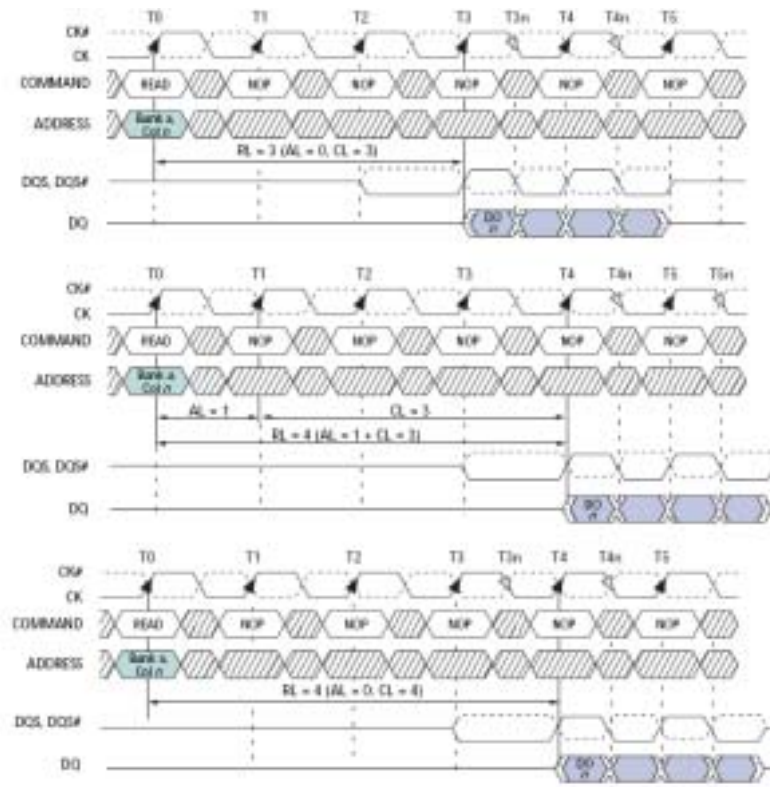 T0 T1 T2 T3 T3n T4 T4n T5
CK#
CK
COMMAND READ NOP NOP NOP NOP NOP
ADDRESS Bank a, Col n
RL = 3 (AL = 0, CL = 3)
DQS, DQS#
DQ DO n
T0 T1 T2 T3 T4 T4n T5 T5n
CK#
CK
COMMAND READ NOP NOP NOP NOP NOP
ADDRESS Bank a, Col n
AL = 1 CL = 3
RL = 4 (AL = 1 + CL = 3)
DQS, DQS#
DQ DO n
T0 T1 T2 T3 T3n T4 T4n T5
CK#
CK
COMMAND READ NOP NOP NOP NOP NOP
ADDRESS Bank a, Col n
RL = 4 (AL = 0, CL = 4)
DQS, DQS#
DQ DO n